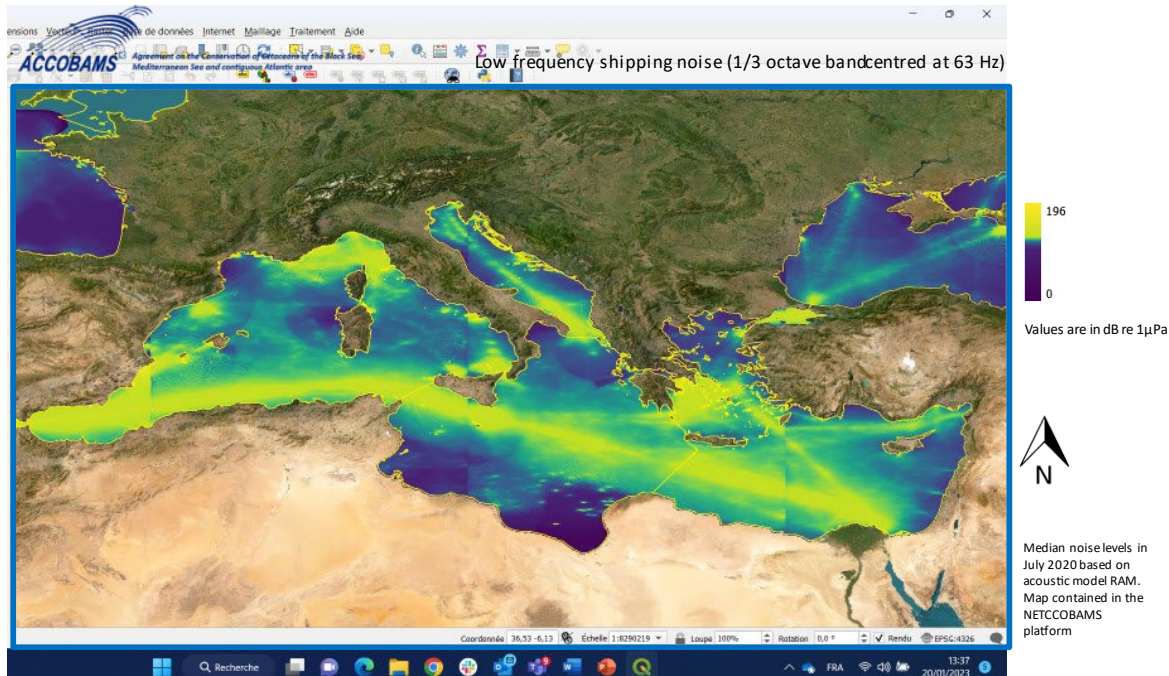 ensions Vecteur Raster Base de données Internet Maillage Traitement Aide
ACCOBAMS
Agreement on the Conservation of Cetaceans of the Black Sea,
Mediterranean Sea and contiguous Atlantic area
Low frequency shipping noise (1/3 octave bandcentred at 63 Hz)
196
0
Values are in dB re 1µPa
N
Median noise levels in
July 2020 based on
acoustic model RAM.
Map contained in the
NETCCOBAMS
platform
Coordonnée 36,53 -6,13 Échelle 1:8290219 Loupe 100% Rotation 0,0 ° Rendu EPSG:4326
Recherche 9 FRA 13:37
20/01/2023 5